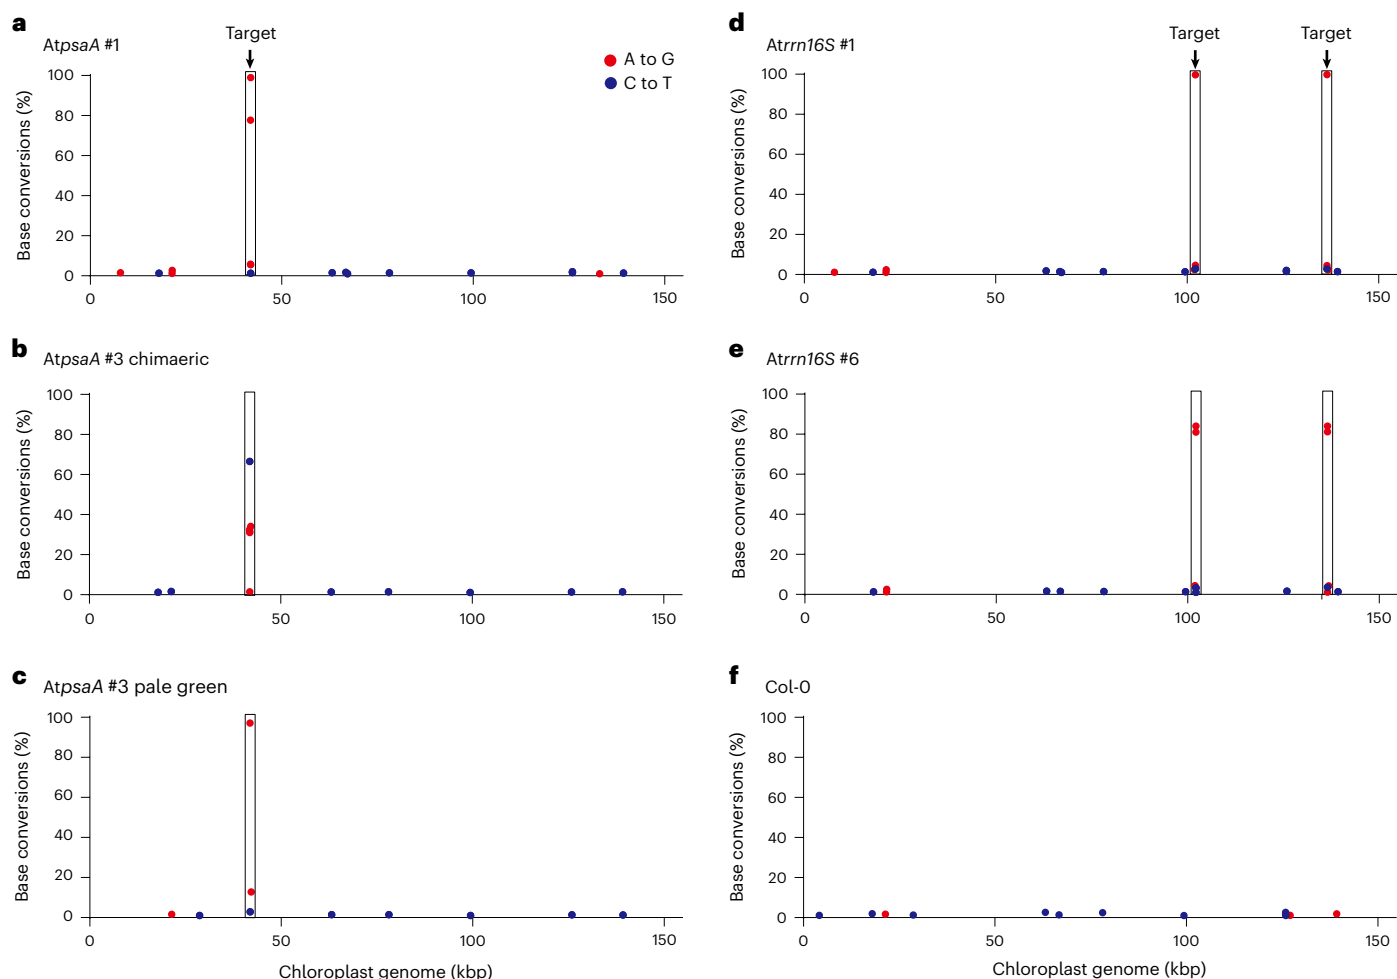 a
Target
AtpsaA #1
A to G
C to T
Base conversions (%)
100
80
60
40
20
0
0 50 100 150
b
AtpsaA #3 chimaeric
Base conversions (%)
100
80
60
40
20
0
0 50 100 150
c
AtpsaA #3 pale green
Base conversions (%)
100
80
60
40
20
0
0 50 100 150
Chloroplast genome (kbp)
d
Target Target
Atrrn16S #1
Base conversions (%)
100
80
60
40
20
0
0 50 100 150
e
Atrrn16S #6
Base conversions (%)
100
80
60
40
20
0
0 50 100 150
f
Col-0
Base conversions (%)
100
80
60
40
20
0
0 50 100 150
Chloroplast genome (kbp)